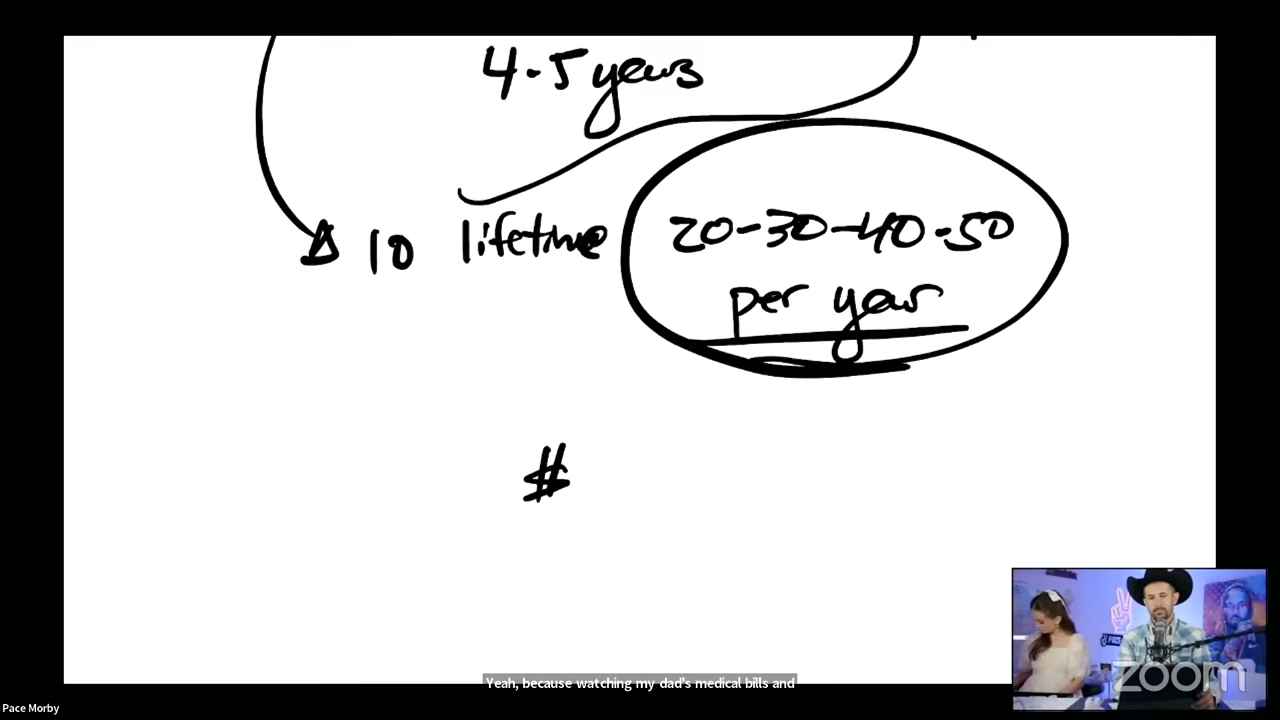 4-5 years
10 lifetime 20-30-40-50
per year
#
Yeah, because watching my dad's medical bills and
zoom
Pace Morby